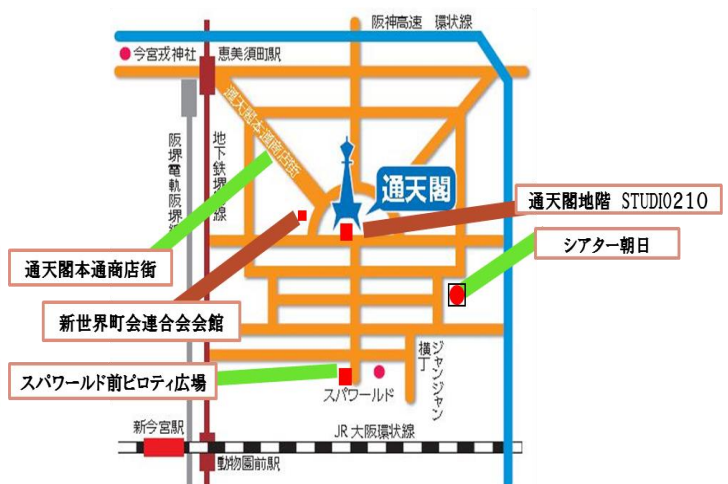 阪神高速 環状線
今宮戎神社
恵美須町駅
通天閣本通商店街
阪堺電軌阪堺線
地下鉄堺筋線
通天閣
通天閣地階 STUDIO210
シアター朝日
通天閣本通商店街
新世界町会連合会会館
スパワールド前ピロティ広場
ジャンジャン
横丁
スパワールド
新今宮駅
JR大阪環状線
動物園前駅